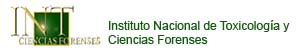 INT
CIENCIAS FORENSES
Instituto Nacional de Toxicología y
Ciencias Forenses